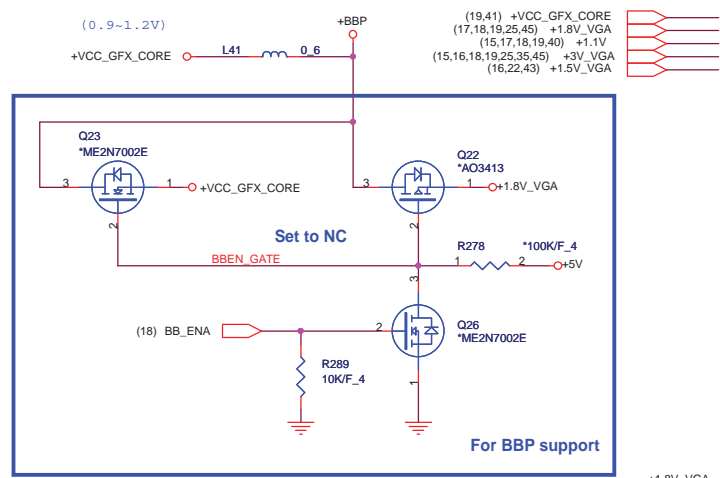 (0.9~1.2V)
+BBP
(19,41) +VCC_GFX_CORE
(17,18,19,25,45) +1.8V_VGA
(15,17,18,19,40) +1.1V
(15,16,18,19,25,35,45) +3V_VGA
(16,22,43) +1.5V_VGA
+VCC_GFX_CORE
L41
0_6
Q23
*ME2N7002E
3
1
+VCC_GFX_CORE
2
Q22
*AO3413
3
1
+1.8V_VGA
2
Set to NC
BBEN_GATE
R278
*100K/F_4
1
2
+5V
3
(18) BB_ENA
2
Q26
*ME2N7002E
1
R289
10K/F_4
For BBP support